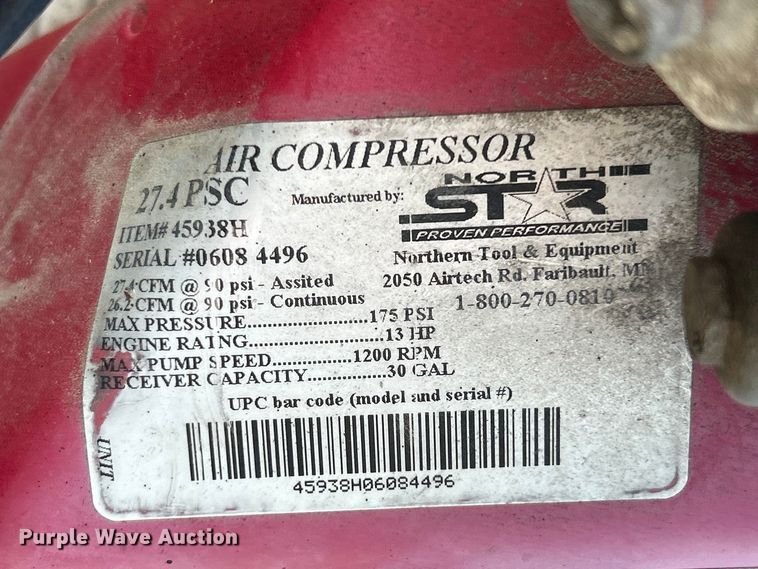 AIR COMPRESSOR
27.4 PSC
ITEM# 45938H
SERIAL #0608 4496
Manufactured by:
NORTH
STAR
PROVEN PERFORMANCE
Northern Tool & Equipment
2050 Airtech Rd. Faribault, MN
1-800-270-0810
27.4 CFM @ 90 psi - Assited
26.2 CFM @ 90 psi - Continuous
MAX PRESSURE....................175 PSI
ENGINE RATING.......................13 HP
MAX PUMP SPEED..............1200 RPM
RECEIVER CAPACITY.............30 GAL
UPC bar code (model and serial #)
UNIT
45938H06084496
Purple Wave Auction